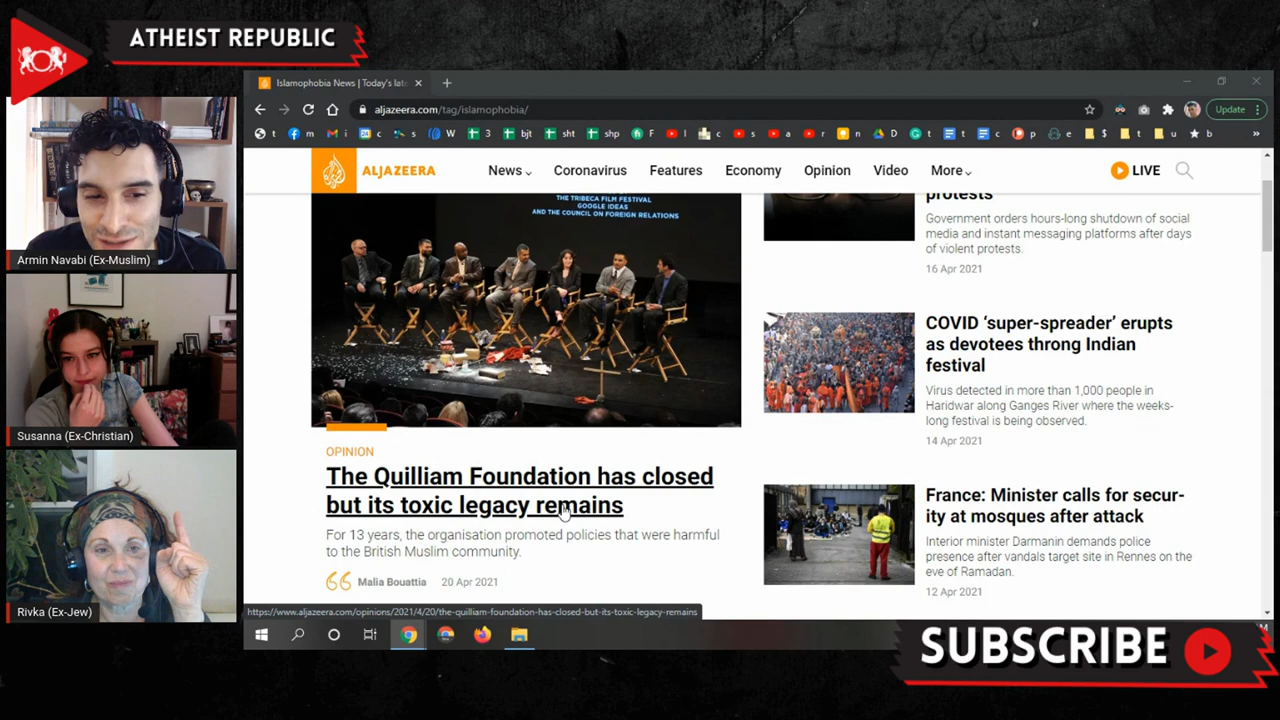 ATHEIST REPUBLIC
Armin Navabi (Ex-Muslim)
Susanna (Ex-Christian)
Rivka (Ex-Jew)
Islamophobia News | Today's late
aljazeera.com/tag/islamophobia/
Update
t m i c s W 3 bjt sht shp F l c s a r n D t t c p e $ t u b »
ALJAZEERA
News Coronavirus Features Economy Opinion Video More
LIVE
THE TRIBECA FILM FESTIVAL
GOOGLE IDEAS
AND THE COUNCIL ON FOREIGN RELATIONS
OPINION
The Quilliam Foundation has closed
but its toxic legacy remains
For 13 years, the organisation promoted policies that were harmful
to the British Muslim community.
Malia Bouattia 20 Apr 2021
protests
Government orders hours-long shutdown of social
media and instant messaging platforms after days
of violent protests.
16 Apr 2021
COVID ‘super-spreader’ erupts
as devotees throng Indian
festival
Virus detected in more than 1,000 people in
Haridwar along Ganges River where the weeks-
long festival is being observed.
14 Apr 2021
France: Minister calls for secur-
ity at mosques after attack
Interior minister Darmanin demands police
presence after vandals target site in Rennes on the
eve of Ramadan.
12 Apr 2021
https://www.aljazeera.com/opinions/2021/4/20/the-quilliam-foundation-has-closed-but-its-toxic-legacy-remains
SUBSCRIBE